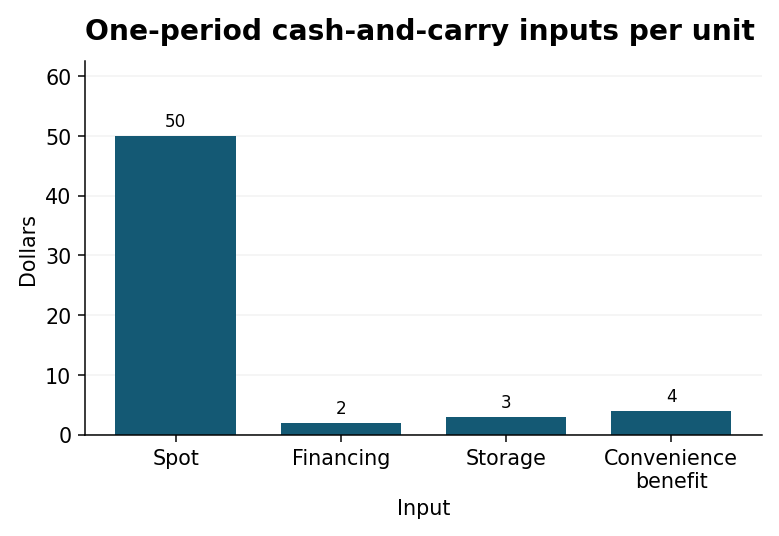 One-period cash-and-carry inputs per unit
60
50
40
30
20
10
0
Dollars
50
2
3
4
Spot
Financing
Storage
Convenience
benefit
Input